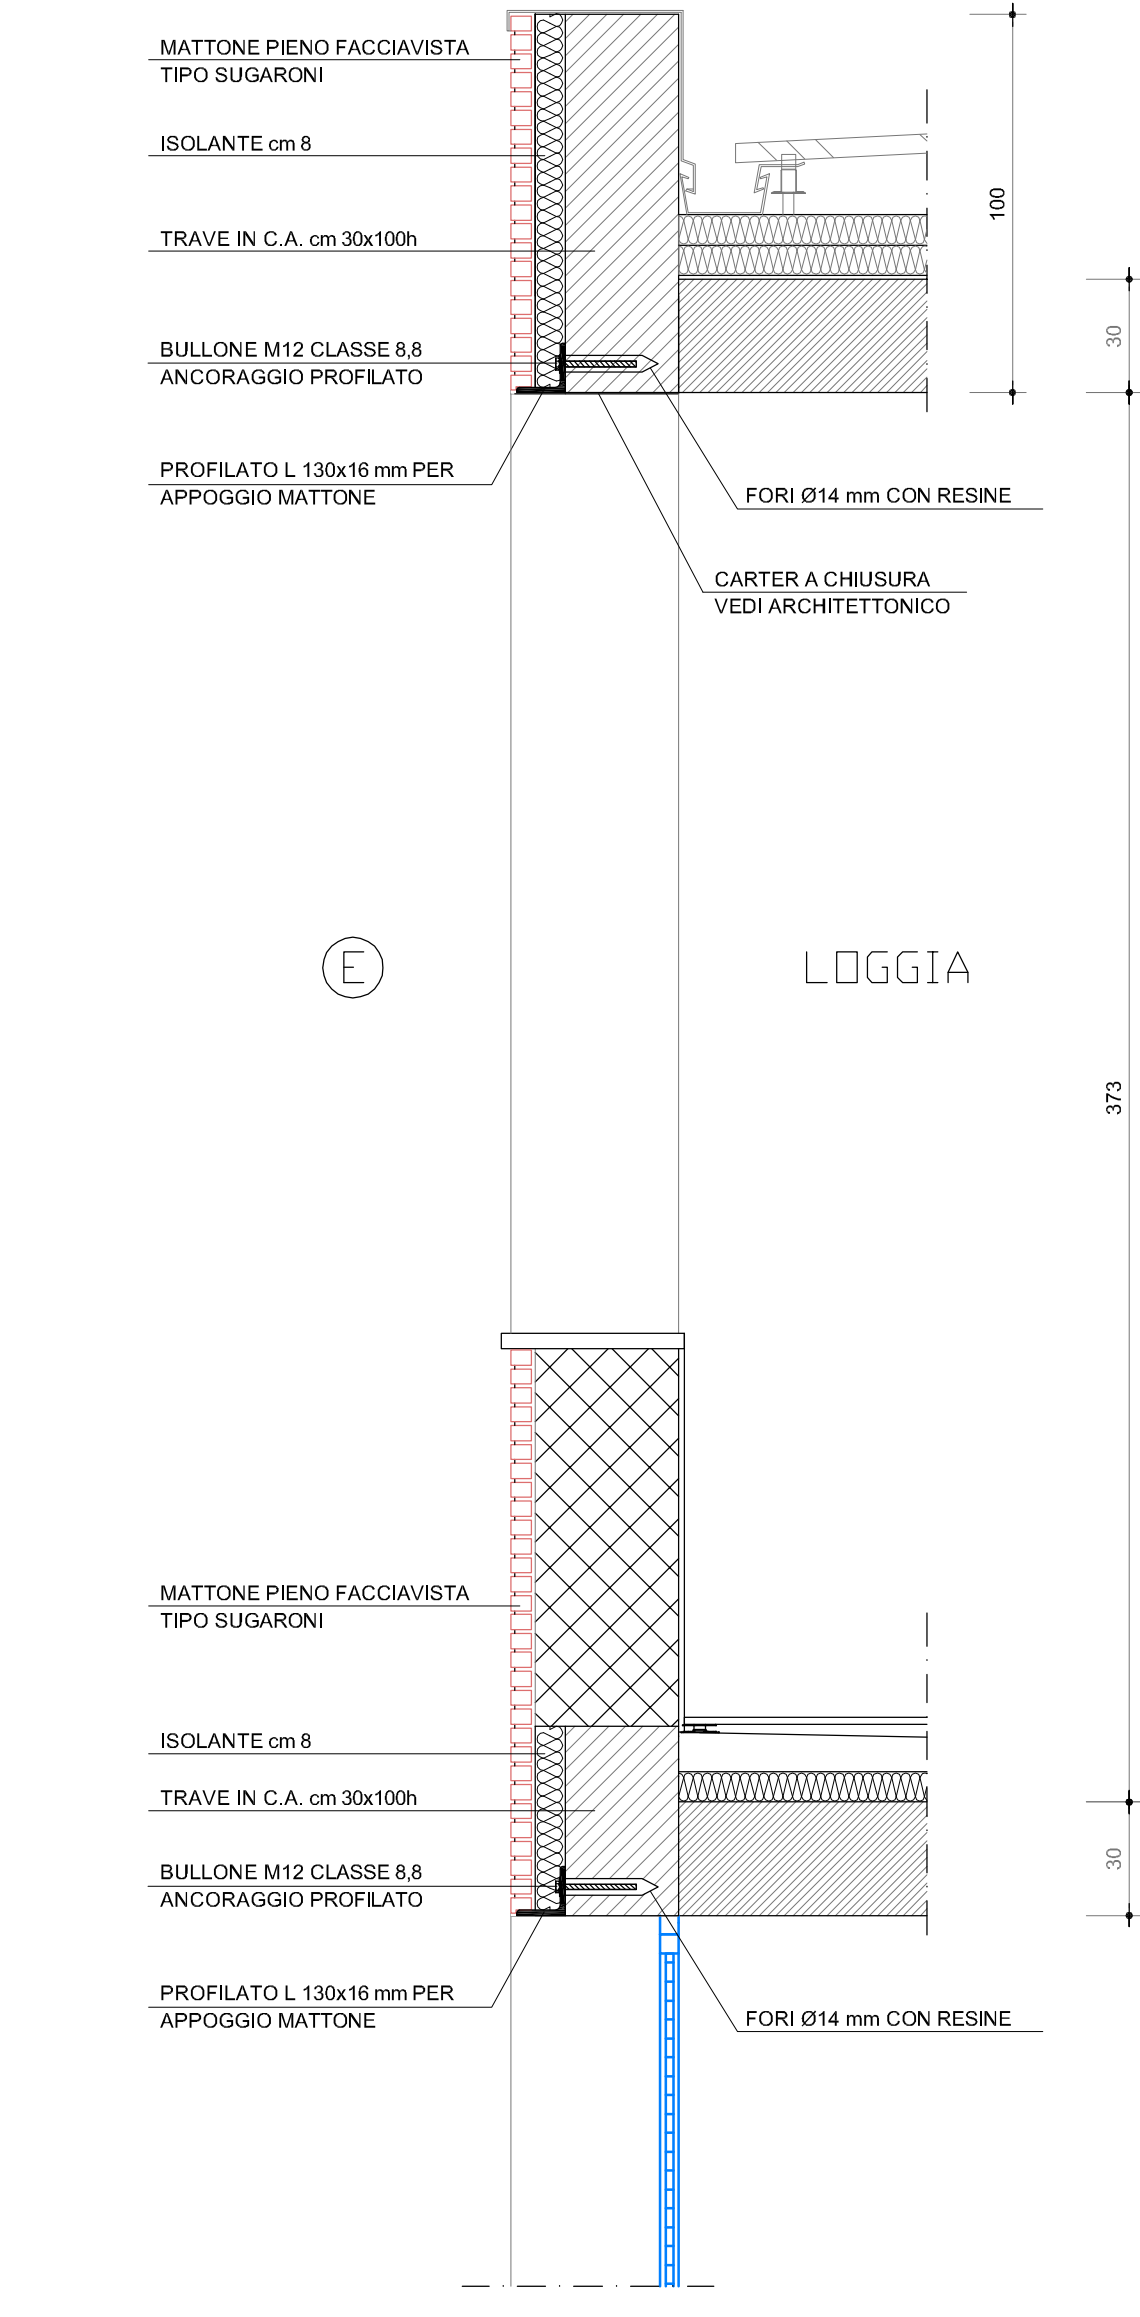 MATTONE PIENO FACCIAVISTA
TIPO SUGARONI
ISOLANTE cm 8
TRAVE IN C.A. cm 30x100h
100
30
BULLONE M12 CLASSE 8,8
ANCORAGGIO PROFILATO
PROFILATO L 130x16 mm PER
APPOGGIO MATTONE
FORI Ø14 mm CON RESINE
CARTER A CHIUSURA
VEDI ARCHITETTONICO
E
LOGGIA
373
MATTONE PIENO FACCIAVISTA
TIPO SUGARONI
ISOLANTE cm 8
TRAVE IN C.A. cm 30x100h
30
BULLONE M12 CLASSE 8,8
ANCORAGGIO PROFILATO
PROFILATO L 130x16 mm PER
APPOGGIO MATTONE
FORI Ø14 mm CON RESINE